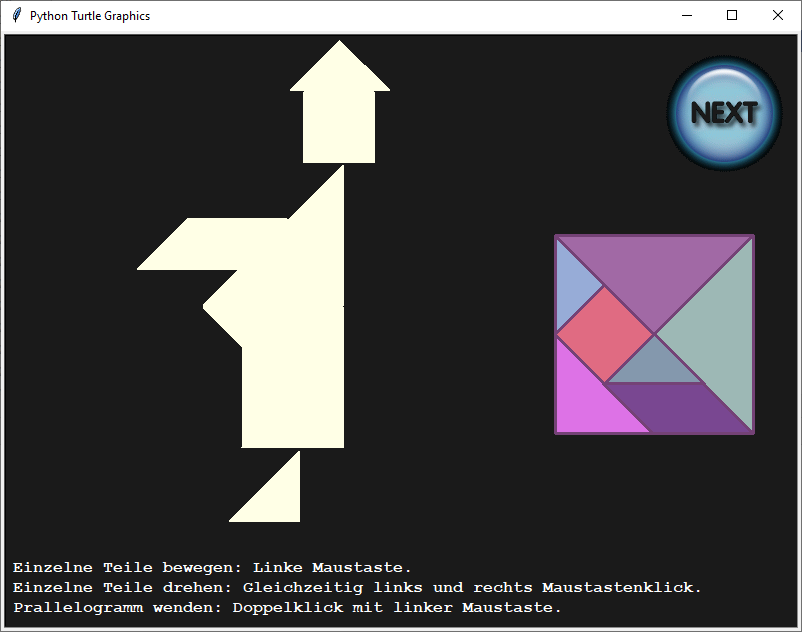 Python Turtle Graphics
NEXT
Einzelne Teile bewegen: Linke Maustaste.
Einzelne Teile drehen: Gleichzeitig links und rechts Maustastenklick.
Prallelogramm wenden: Doppelklick mit linker Maustaste.